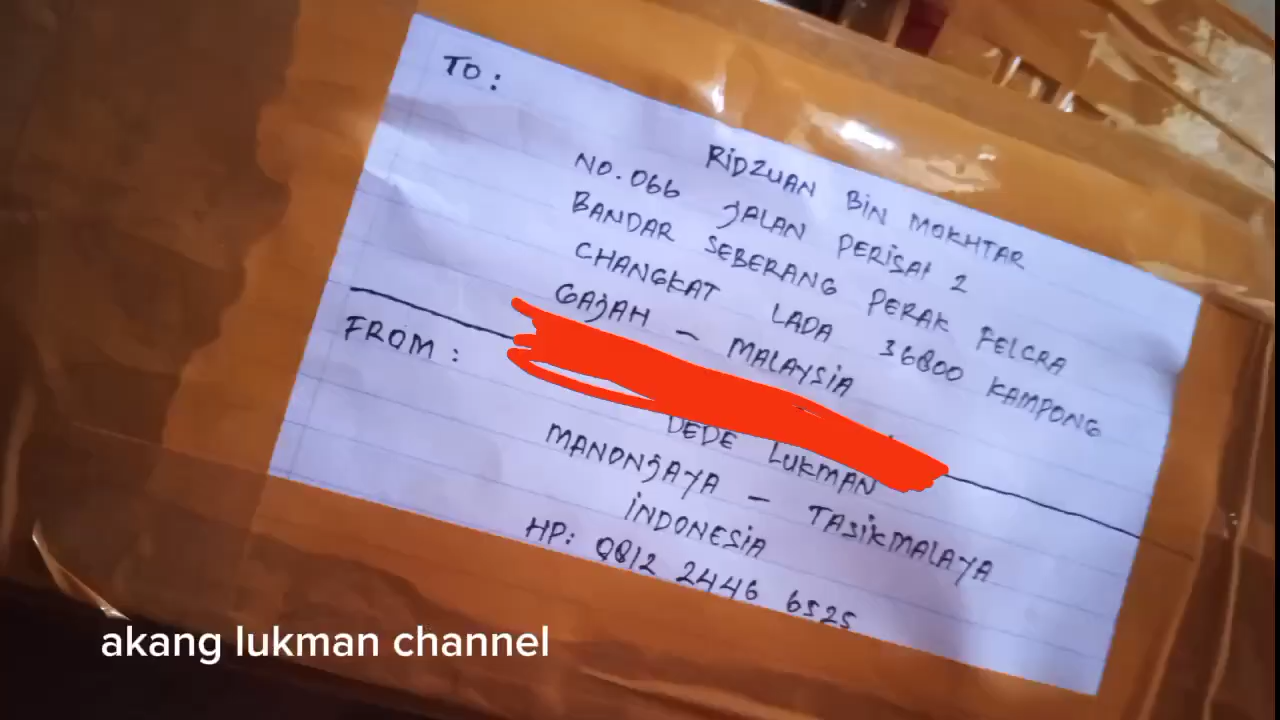 TO:
RIDZUAN BIN MOKHTAR
NO. 066 JALAN PERISAI 2
BANDAR SEBERANG PERAK FELCRA
CHANGKAT LADA 36800 KAMPONG
GAJAH - MALAYSIA
FROM:
DEDE LUKMAN
MANONJAYA - TASIKMALAYA
INDONESIA
HP: 0812 2446 6525
akang lukman channel